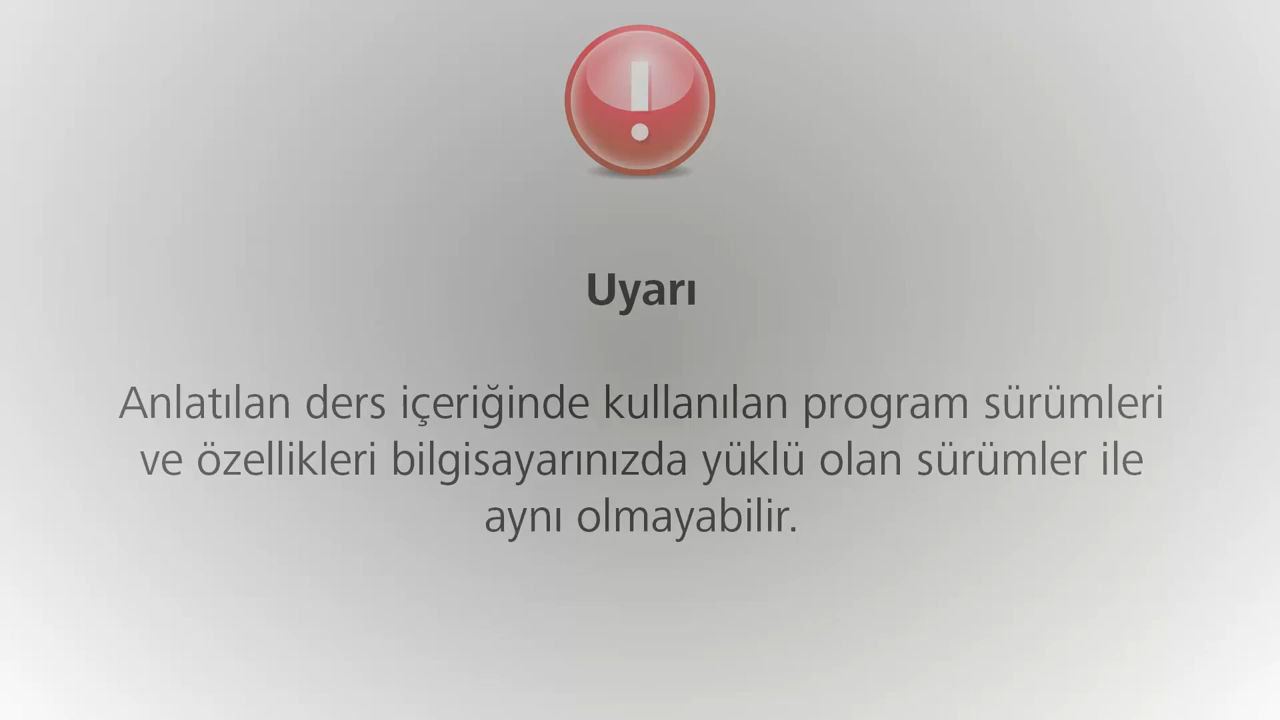 Uyarı
Anlatılan ders içeriğinde kullanılan program sürümleri
ve özellikleri bilgisayarınızda yüklü olan sürümler ile
aynı olmayabilir.